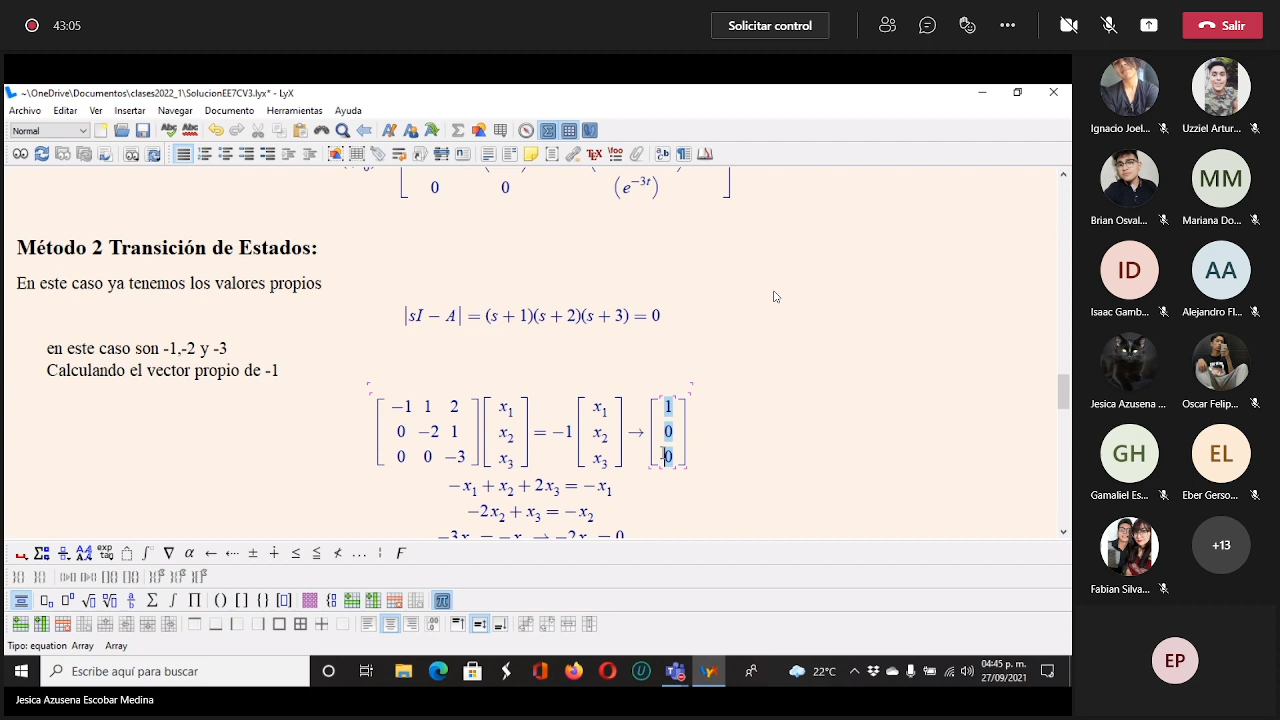 43:05
Solicitar control
Salir
~\OneDrive\Documentos\clases2022_1\SolucionEE7CV3.lyx* - LyX
Archivo Editar Ver Insertar Navegar Documento Herramientas Ayuda
Normal
0 0 (e^{-3t})
Método 2 Transición de Estados:
En este caso ya tenemos los valores propios
|sI − A| = (s + 1)(s + 2)(s + 3) = 0
en este caso son -1,-2 y -3
Calculando el vector propio de -1
[−1 1 2] [x₁] [x₁] [1]
[0 −2 1] [x₂] = −1 [x₂] → [0]
[0 0 −3] [x₃] [x₃] [0]
−x₁ + x₂ + 2x₃ = −x₁
−2x₂ + x₃ = −x₂
Tipo: equation Array Array
Escribe aquí para buscar
22°C
04:45 p. m.
27/09/2021
Jesica Azusena Escobar Medina
Ignacio Joel...
Uzziel Artur...
Brian Osval...
MM
Mariana Do...
ID
Isaac Gamb...
AA
Alejandro Fl...
Jesica Azusena ...
Oscar Felip...
GH
Gamaliel Es...
EL
Eber Gerso...
Fabian Silva...
+13
EP